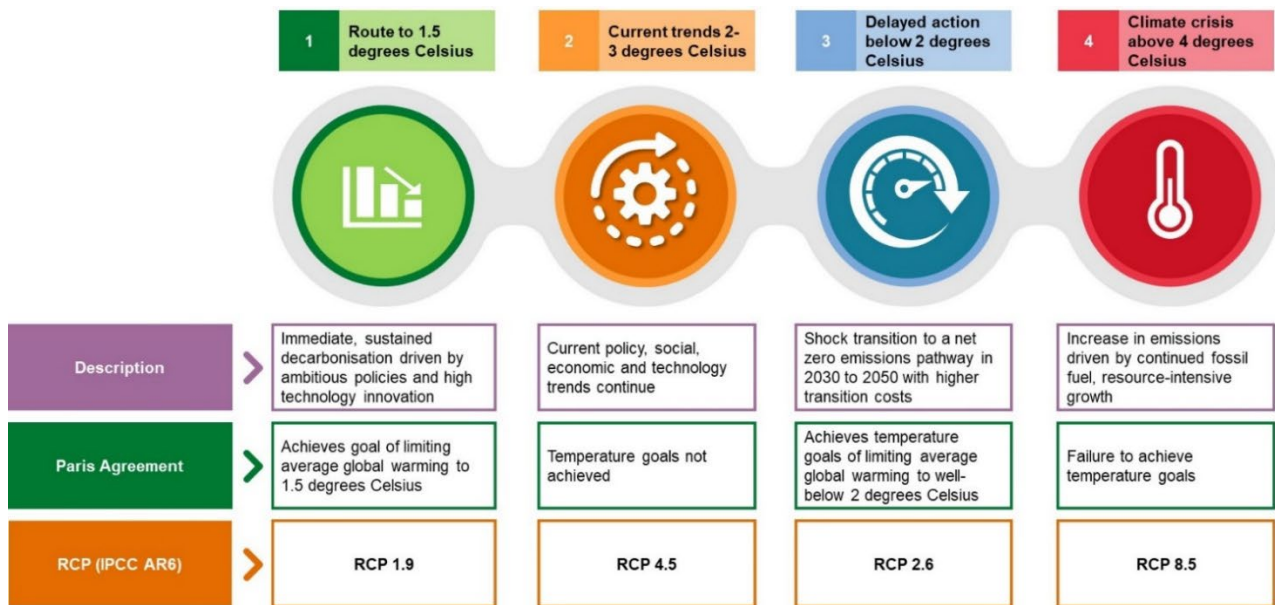 1
Route to 1.5
degrees Celsius
2
Current trends 2-
3 degrees Celsius
3
Delayed action
below 2 degrees
Celsius
4
Climate crisis
above 4 degrees
Celsius
Description
Immediate, sustained
decarbonisation driven by
ambitious policies and high
technology innovation
Current policy, social,
economic and technology
trends continue
Shock transition to a net
zero emissions pathway in
2030 to 2050 with higher
transition costs
Increase in emissions
driven by continued fossil
fuel, resource-intensive
growth
Paris Agreement
Achieves goal of limiting
average global warming to
1.5 degrees Celsius
Temperature goals not
achieved
Achieves temperature
goals of limiting average
global warming to well-
below 2 degrees Celsius
Failure to achieve
temperature goals
RCP (IPCC AR6)
RCP 1.9
RCP 4.5
RCP 2.6
RCP 8.5